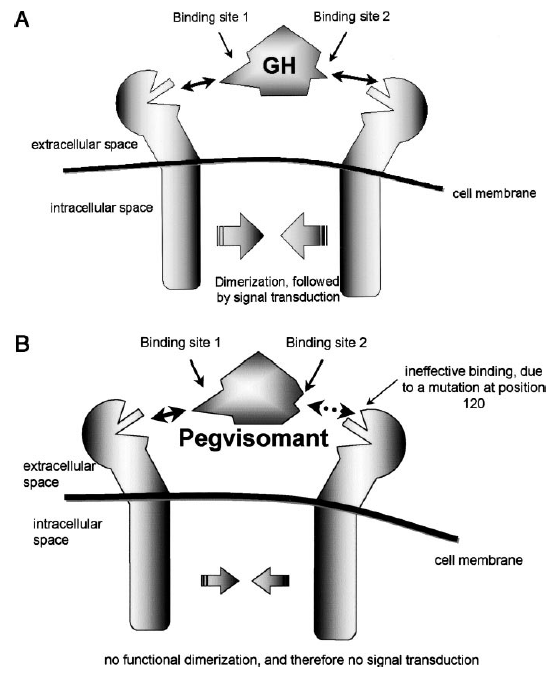 A
Binding site 1
Binding site 2
GH
extracellular space
cell membrane
intracellular space
Dimerization, followed
by signal transduction
B
Binding site 1
Binding site 2
ineffective binding, due
to a mutation at position
120
Pegvisomant
extracellular
space
intracellular
space
cell membrane
no functional dimerization, and therefore no signal transduction